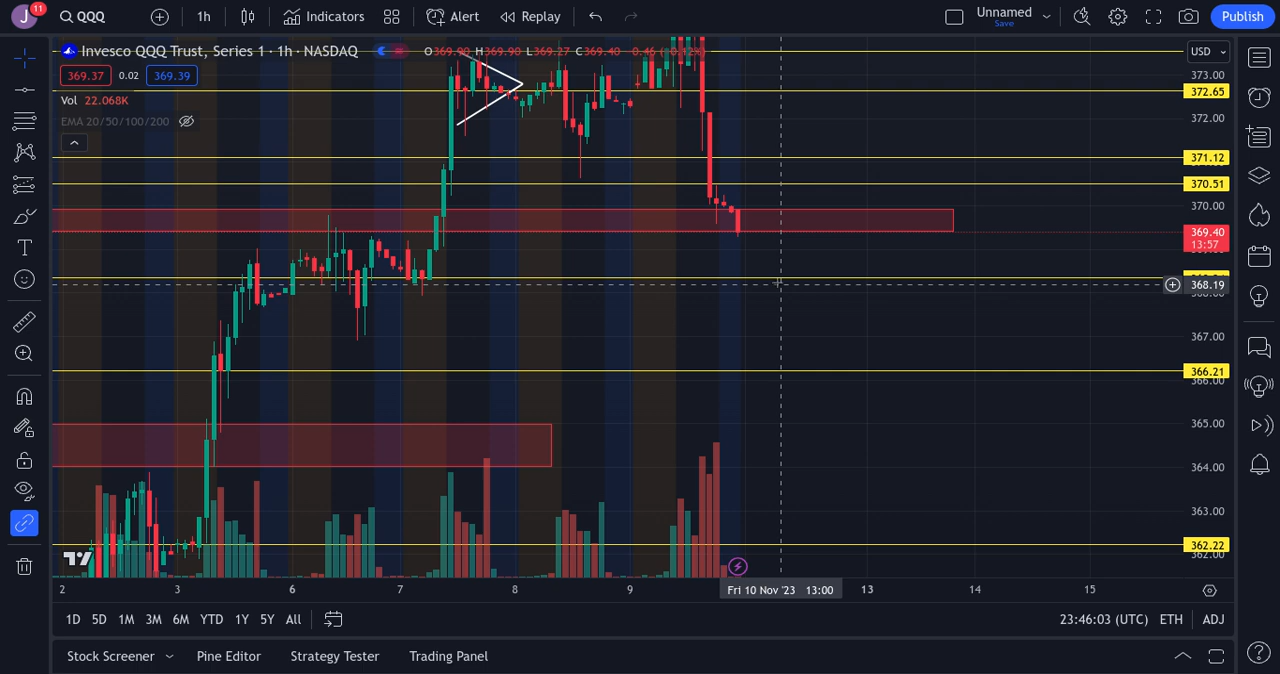 J 11 QQQ 1h Indicators Alert Replay Unnamed Save Publish
Invesco QQQ Trust, Series 1 · 1h · NASDAQ O369.90 H369.90 L369.27 C369.40 USD
369.37 0.02 369.39
Vol 22.068K
EMA 20/50/100/200
373.00
372.65
372.00
371.12
370.51
370.00
369.40
13:57
368.19
367.00
366.21
366.00
365.00
364.00
363.00
362.22
362.00
2 3 6 7 8 9 Fri 10 Nov '23 13:00 13 14 15
1D 5D 1M 3M 6M YTD 1Y 5Y All 23:46:03 (UTC) ETH ADJ
Stock Screener Pine Editor Strategy Tester Trading Panel